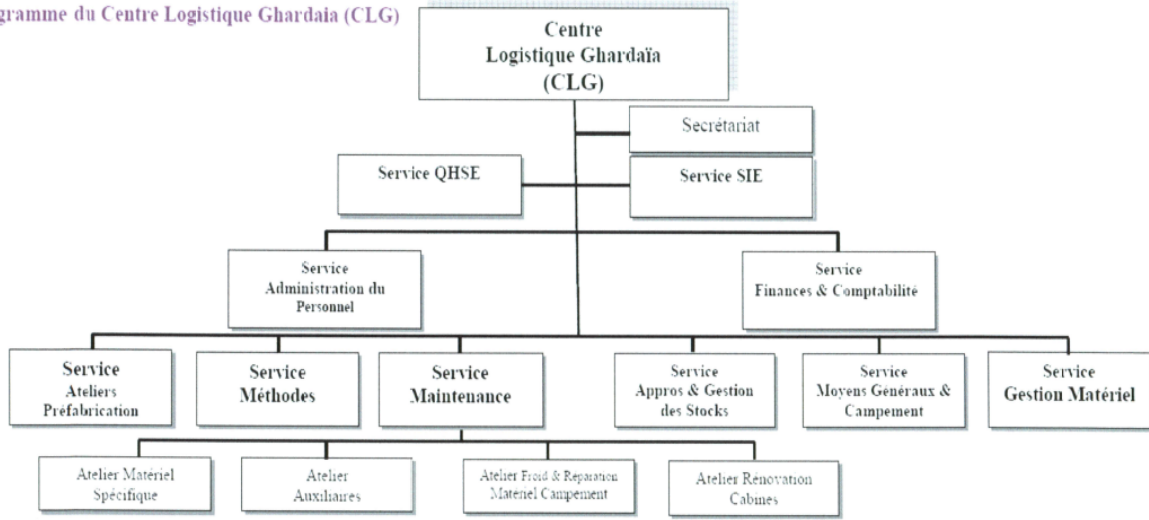 gramme du Centre Logistique Ghardaia (CLG)
Centre
Logistique Ghardaïa
(CLG)
Secrétariat
Service QHSE
Service SIE
Service
Administration du
Personnel
Service
Finances & Comptabilité
Service
Ateliers
Préfabrication
Service
Méthodes
Service
Maintenance
Service
Appros & Gestion
des Stocks
Service
Moyens Généraux &
Campement
Service
Gestion Matériel
Atelier Matériel
Spécifique
Atelier
Auxiliaires
Atelier Froid & Réparation
Matériel Campement
Atelier Rénovation
Cabines